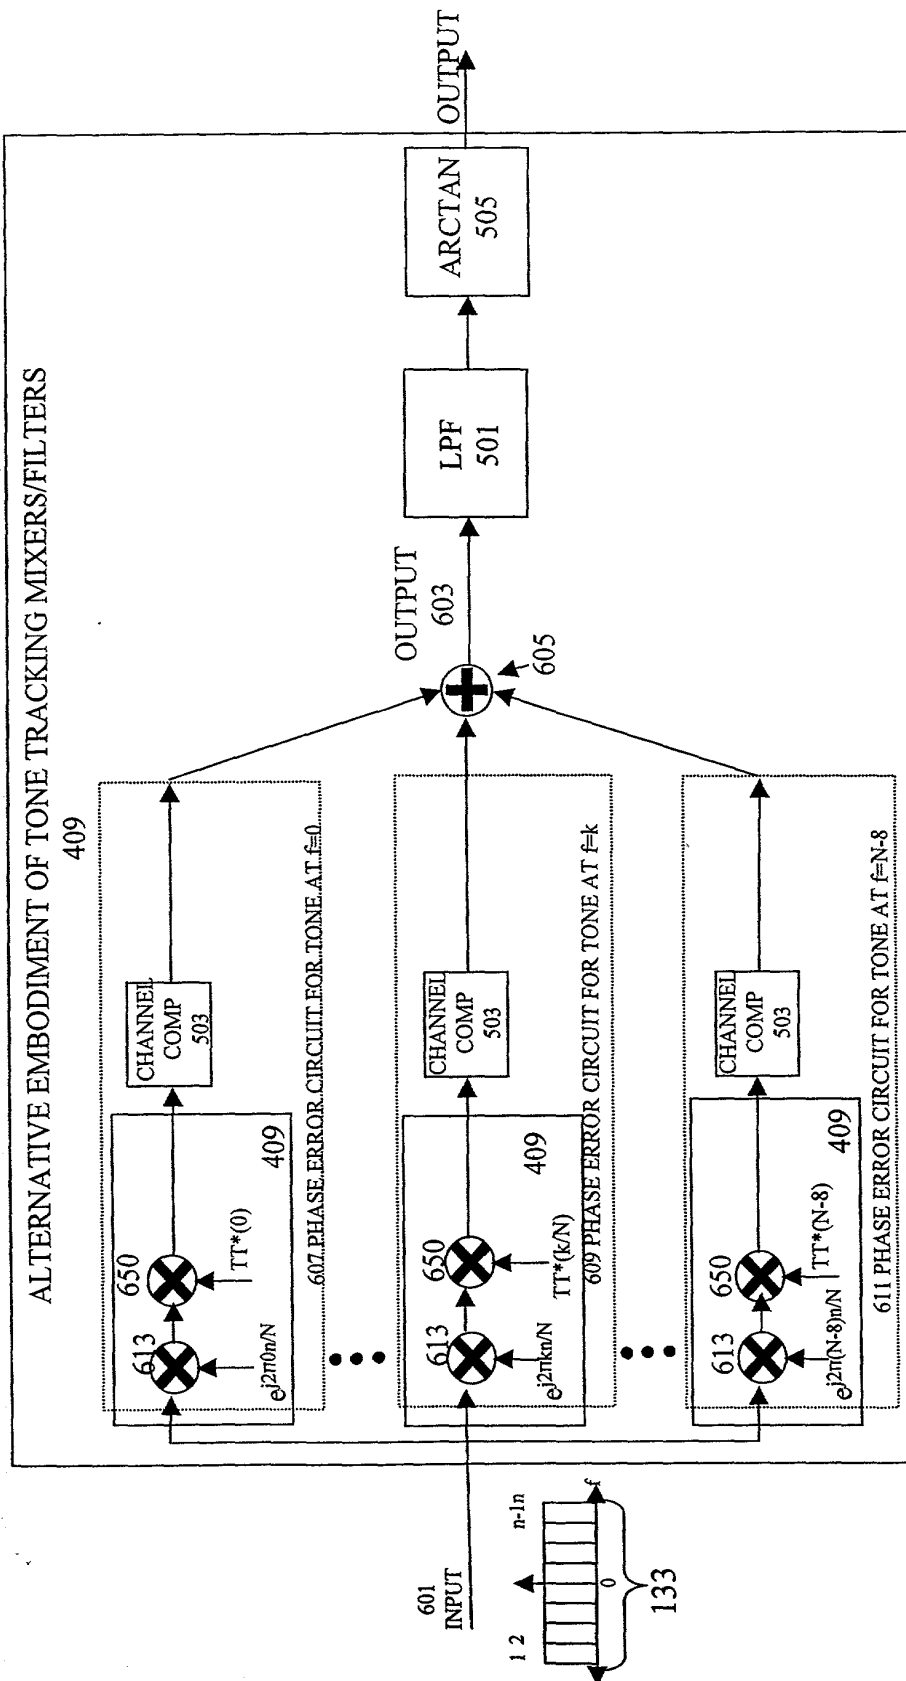 ALTERNATIVE EMBODIMENT OF TONE TRACKING MIXERS/FILTERS
409
601
INPUT
1 2
n-1n
f
0
133
613
650
e^j2π0n/N
TT*(0)
409
CHANNEL
COMP
503
607 PHASE ERROR CIRCUIT FOR TONE AT f=0
613
650
e^j2πkn/N
TT*(k/N)
409
CHANNEL
COMP
503
609 PHASE ERROR CIRCUIT FOR TONE AT f=k
613
650
e^j2π(N-8)n/N
TT*(N-8)
409
CHANNEL
COMP
503
611 PHASE ERROR CIRCUIT FOR TONE AT f=N-8
605
OUTPUT
603
LPF
501
ARCTAN
505
OUTPUT